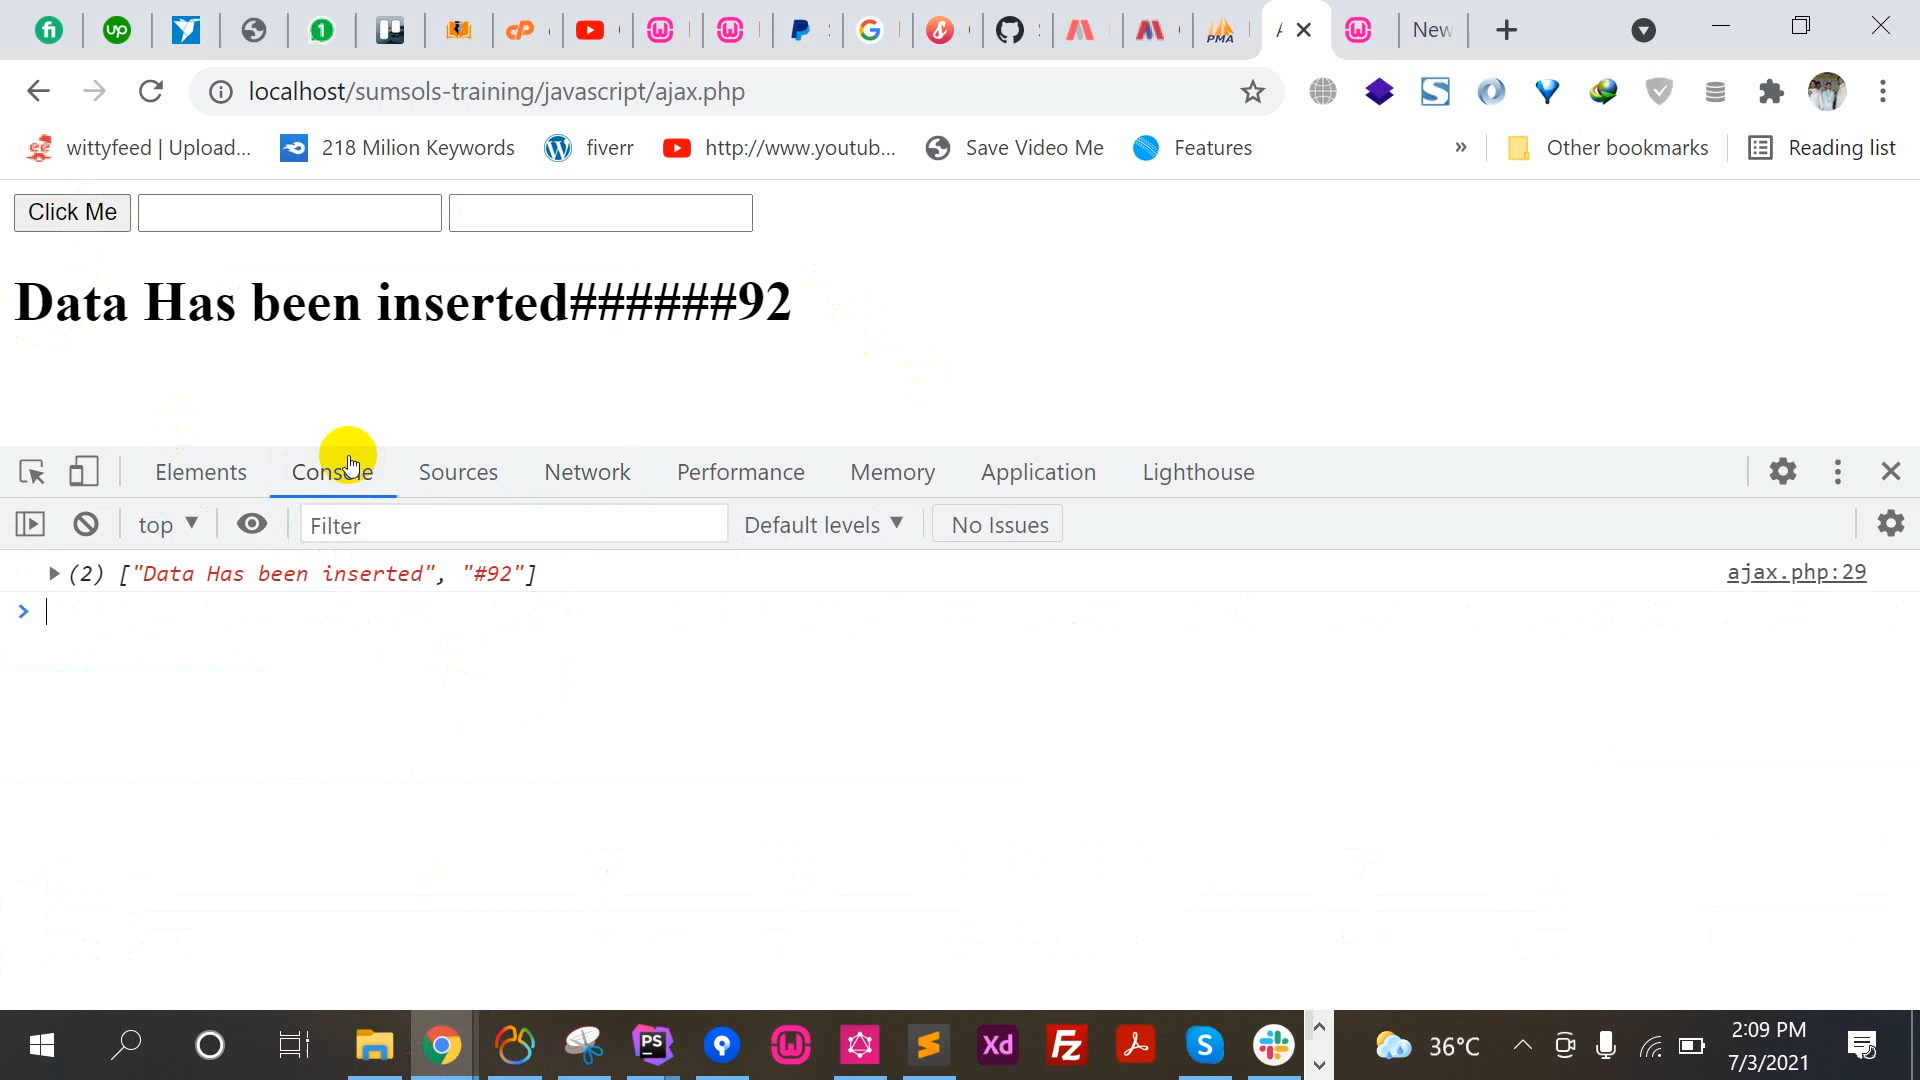 New
localhost/sumsols-training/javascript/ajax.php
wittyfeed | Upload...
218 Milion Keywords
fiverr
http://www.youtub...
Save Video Me
Features
»
Other bookmarks
Reading list
Click Me
Data Has been inserted######92
Elements
Console
Sources
Network
Performance
Memory
Application
Lighthouse
top
Filter
Default levels
No Issues
(2) ["Data Has been inserted", "#92"]
ajax.php:29
>
36°C
2:09 PM
7/3/2021